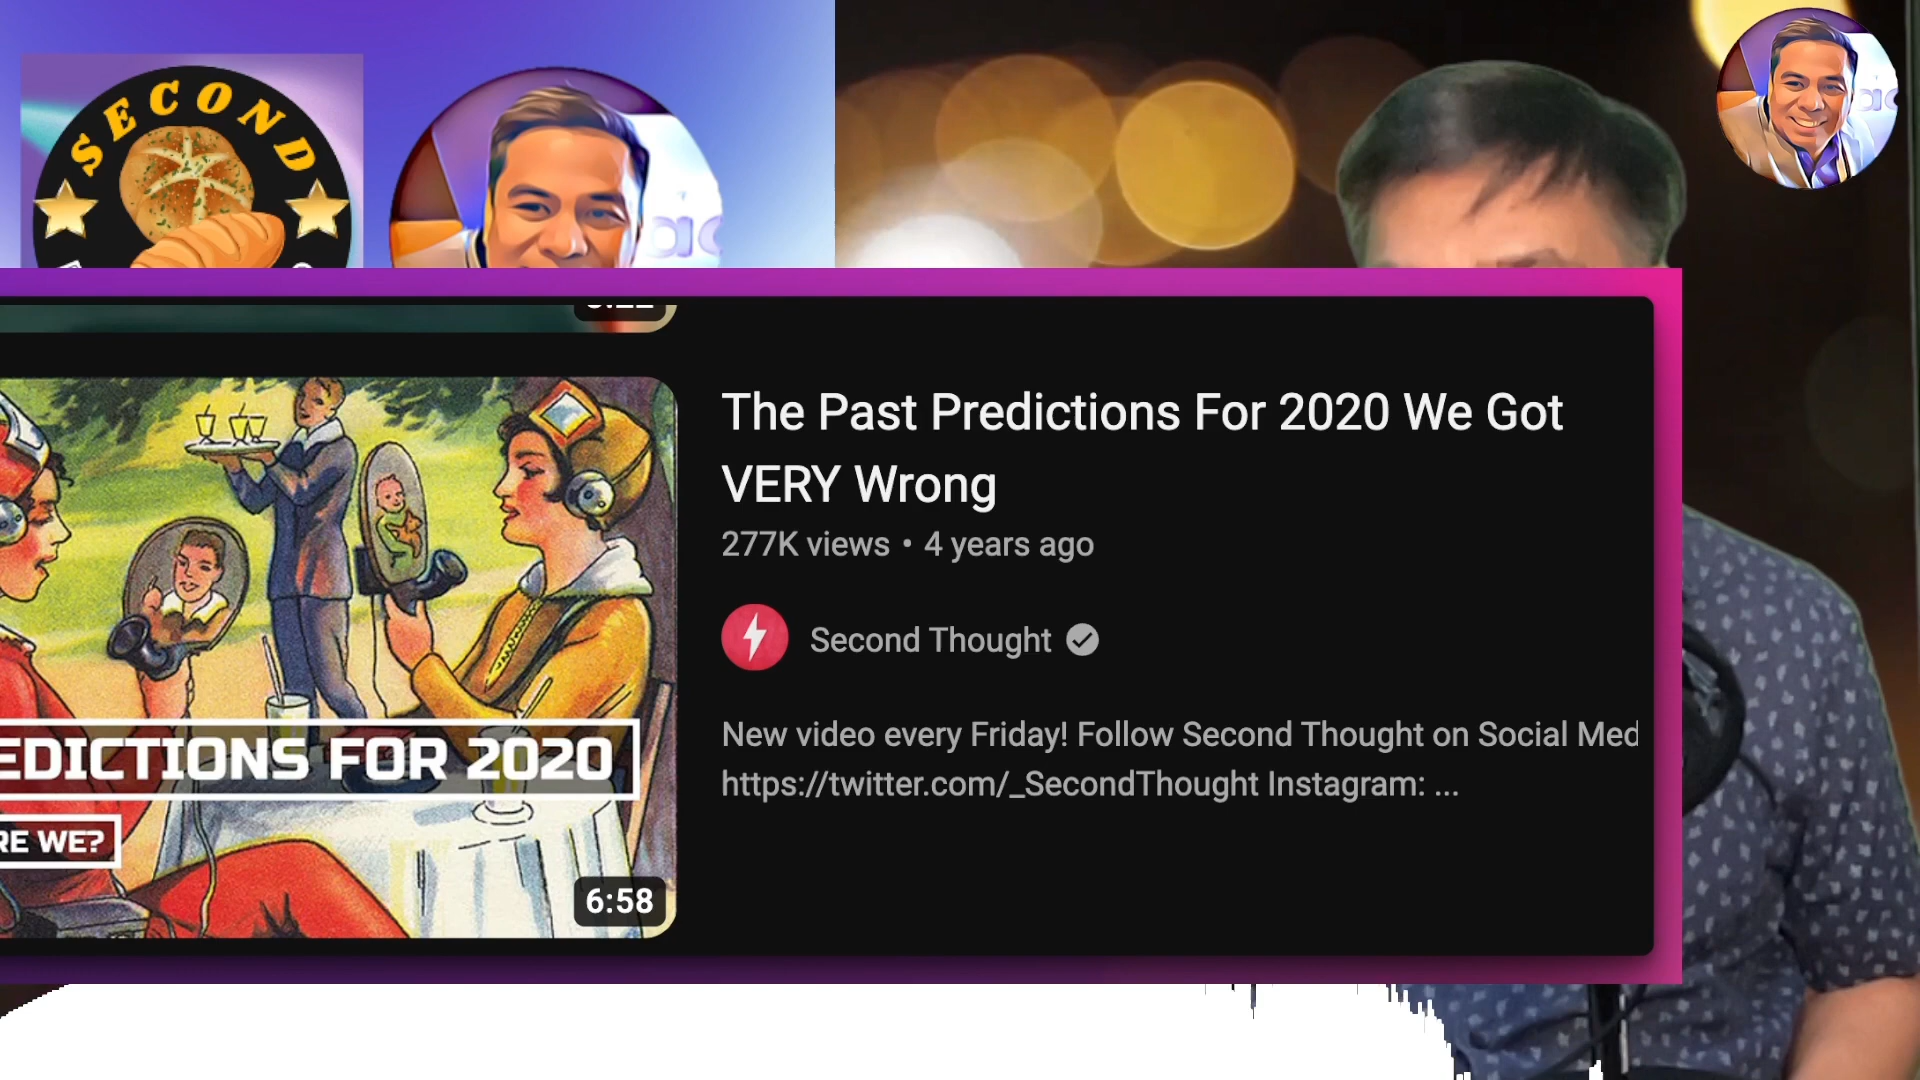 SECOND
The Past Predictions For 2020 We Got
VERY Wrong
277K views • 4 years ago
Second Thought
New video every Friday! Follow Second Thought on Social Med
https://twitter.com/_SecondThought Instagram: ...
EDICTIONS FOR 2020
RE WE?
6:58